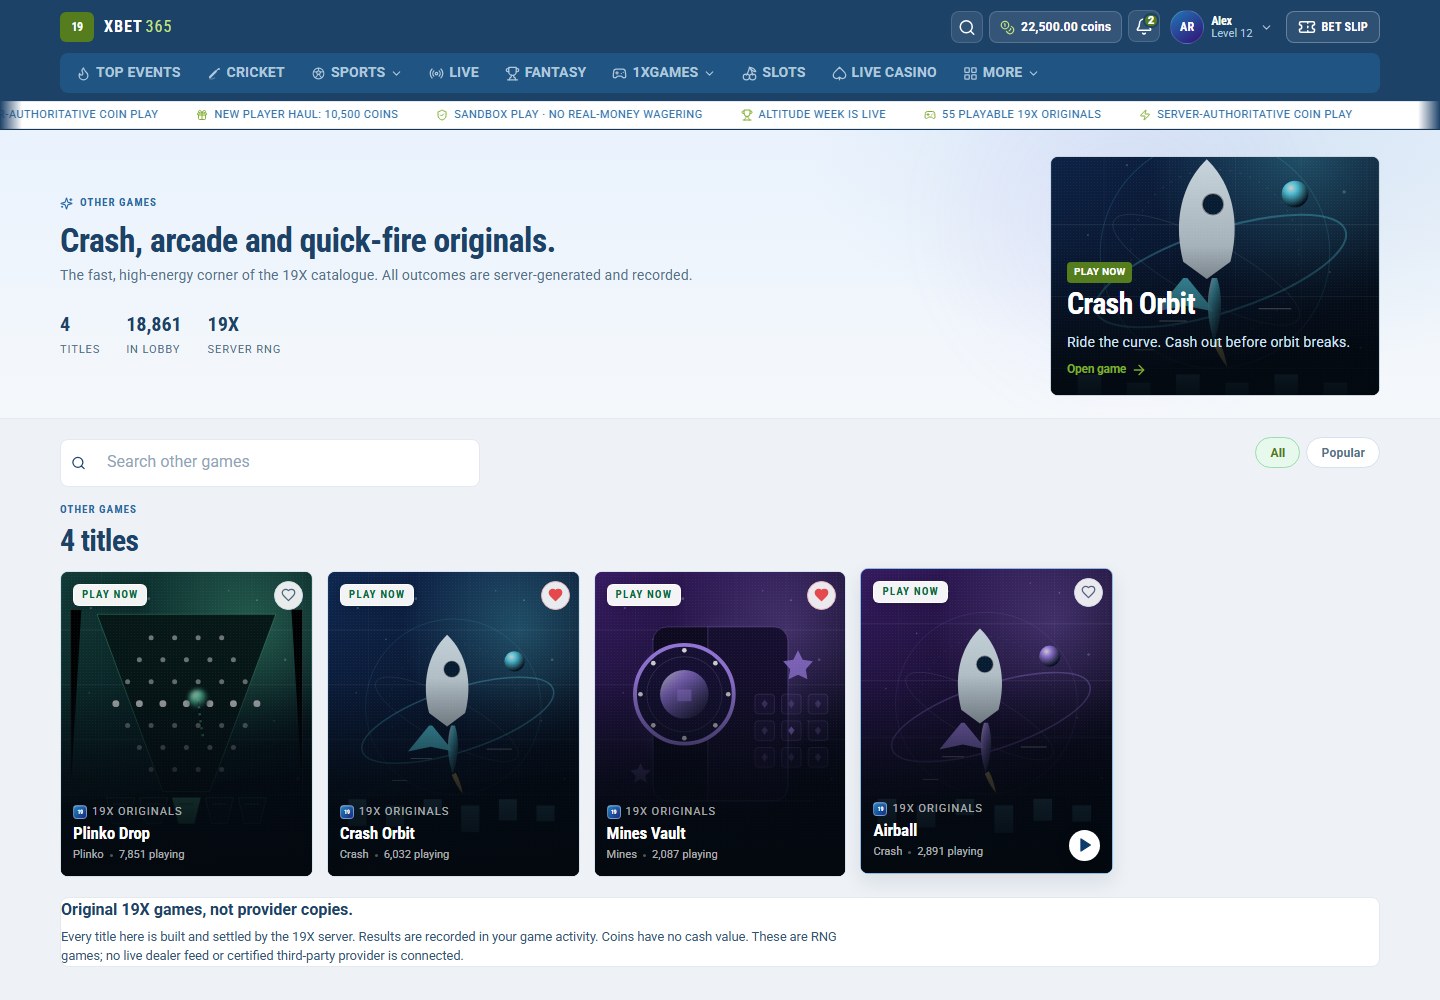 19 XBET 365
22,500.00 coins
2
AR
Alex
Level 12
BET SLIP
TOP EVENTS
CRICKET
SPORTS
LIVE
FANTASY
1XGAMES
SLOTS
LIVE CASINO
MORE
-AUTHORITATIVE COIN PLAY
NEW PLAYER HAUL: 10,500 COINS
SANDBOX PLAY · NO REAL-MONEY WAGERING
ALTITUDE WEEK IS LIVE
55 PLAYABLE 19X ORIGINALS
SERVER-AUTHORITATIVE COIN PLAY
OTHER GAMES
Crash, arcade and quick-fire originals.
The fast, high-energy corner of the 19X catalogue. All outcomes are server-generated and recorded.
4
TITLES
18,861
IN LOBBY
19X
SERVER RNG
PLAY NOW
Crash Orbit
Ride the curve. Cash out before orbit breaks.
Open game
Search other games
All
Popular
OTHER GAMES
4 titles
PLAY NOW
19 19X ORIGINALS
Plinko Drop
Plinko • 7,851 playing
PLAY NOW
19 19X ORIGINALS
Crash Orbit
Crash • 6,032 playing
PLAY NOW
19 19X ORIGINALS
Mines Vault
Mines • 2,087 playing
PLAY NOW
19 19X ORIGINALS
Airball
Crash • 2,891 playing
Original 19X games, not provider copies.
Every title here is built and settled by the 19X server. Results are recorded in your game activity. Coins have no cash value. These are RNG
games; no live dealer feed or certified third-party provider is connected.